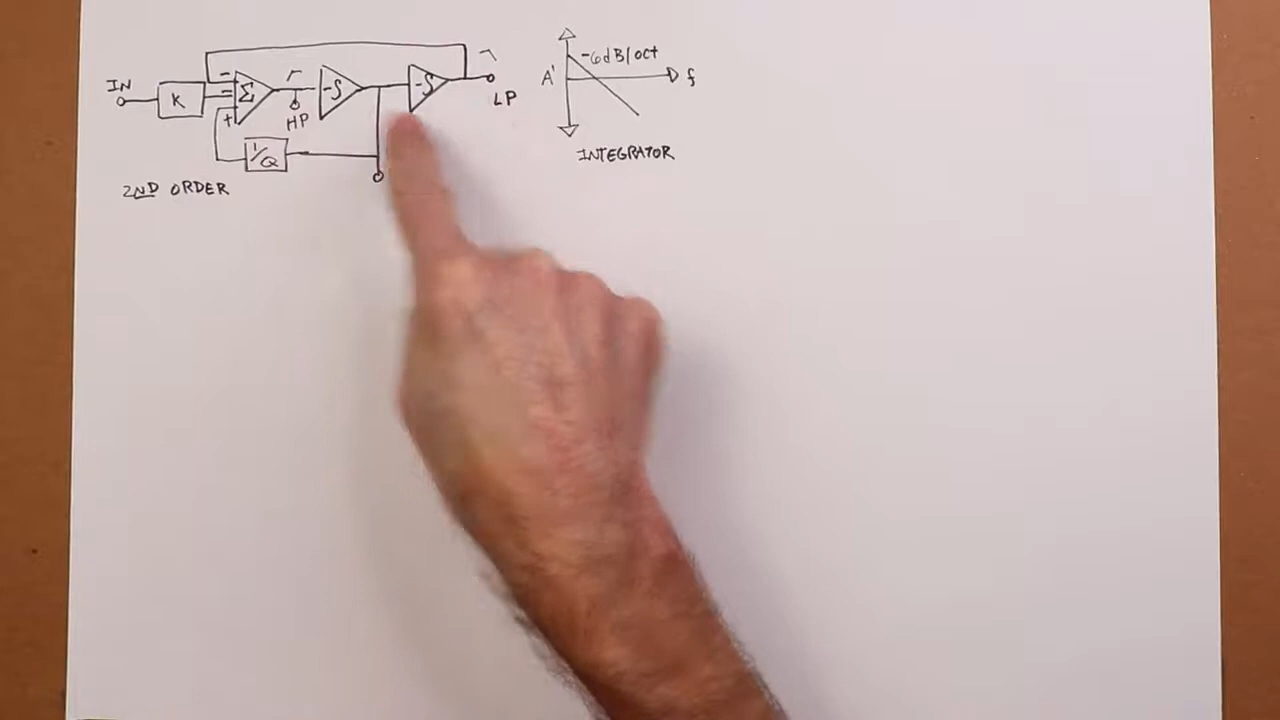 IN
K
-
=
+
Σ
HP
-∫
-∫
LP
1/Q
2ND ORDER
A'
-6dB/oct
f
INTEGRATOR